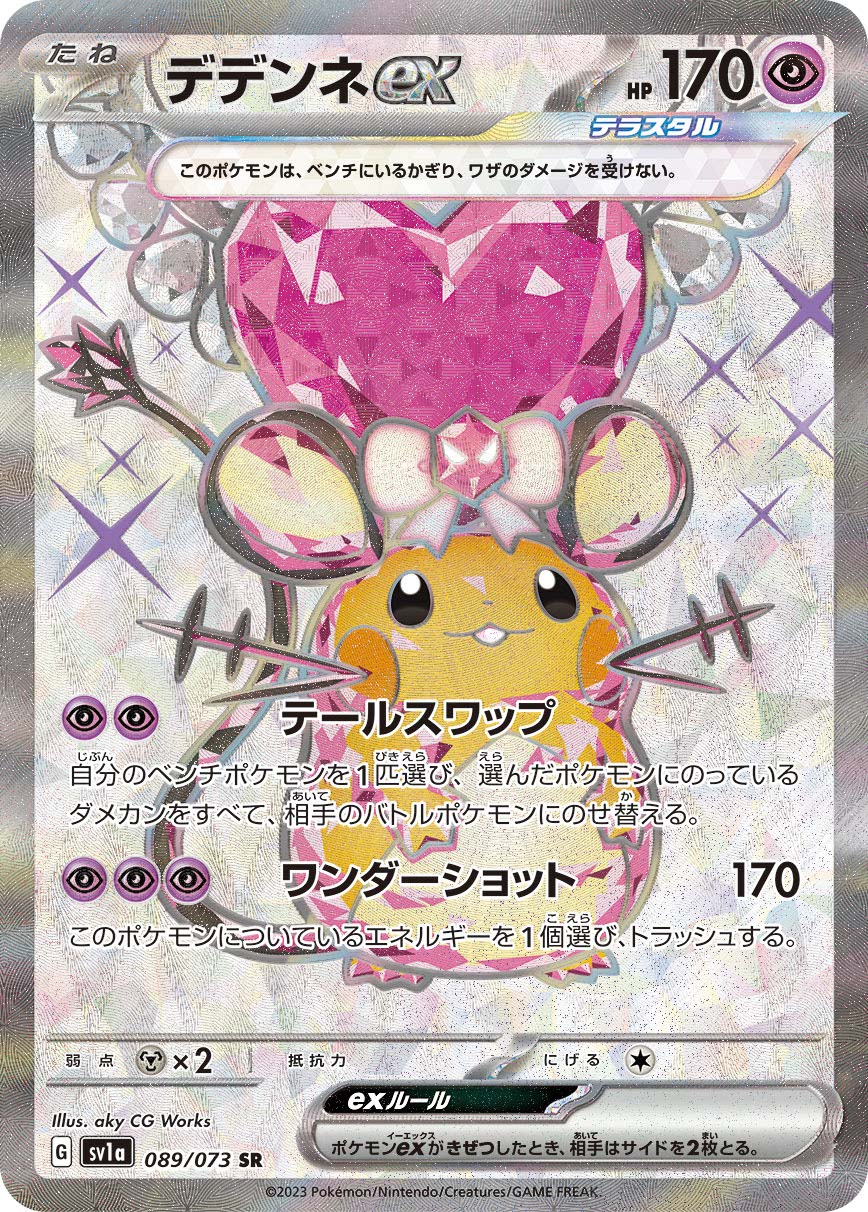 たね
デデンネex
HP 170
テラスタル
このポケモンは、ベンチにいるかぎり、ワザのダメージを受けない。
テールスワップ
自分のベンチポケモンを1匹選び、選んだポケモンにのっている
ダメカンをすべて、相手のバトルポケモンにのせ替える。
ワンダーショット 170
このポケモンについているエネルギーを1個選び、トラッシュする。
弱点 ×2 抵抗力 にげる
exルール
ポケモンexがきぜつしたとき、相手はサイドを2枚とる。
Illus. aky CG Works
G sv1a 089/073 SR
©2023 Pokémon/Nintendo/Creatures/GAME FREAK.